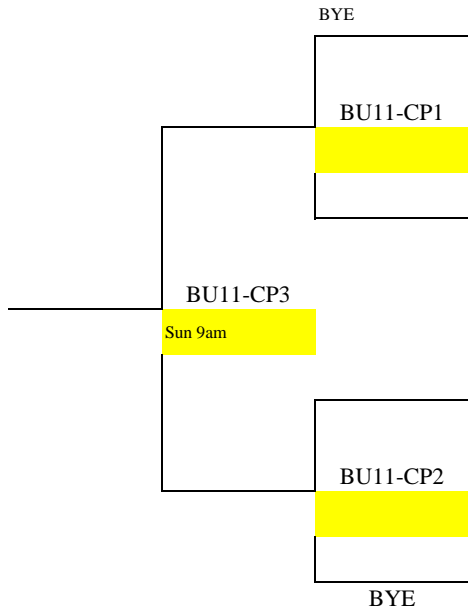 BYE
BU11-CP1
BU11-CP3
Sun 9am
BU11-CP2
BYE